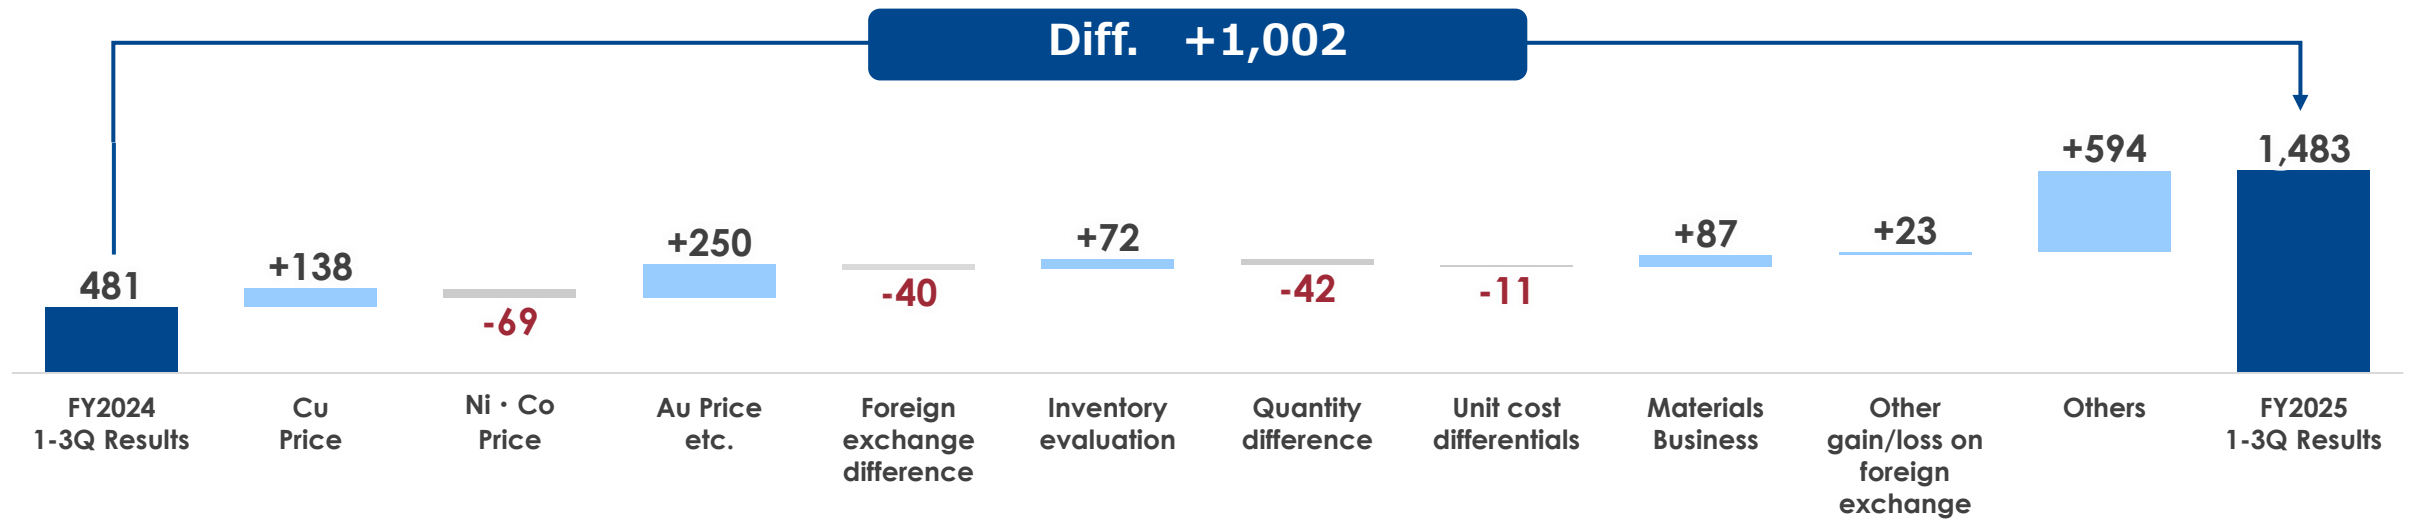 Diff. +1,002
481
+138
-69
+250
-40
+72
-42
-11
+87
+23
+594
1,483
FY2024
1-3Q Results
Cu
Price
Ni・Co
Price
Au Price
etc.
Foreign
exchange
difference
Inventory
evaluation
Quantity
difference
Unit cost
differentials
Materials
Business
Other
gain/loss on
foreign
exchange
Others
FY2025
1-3Q Results